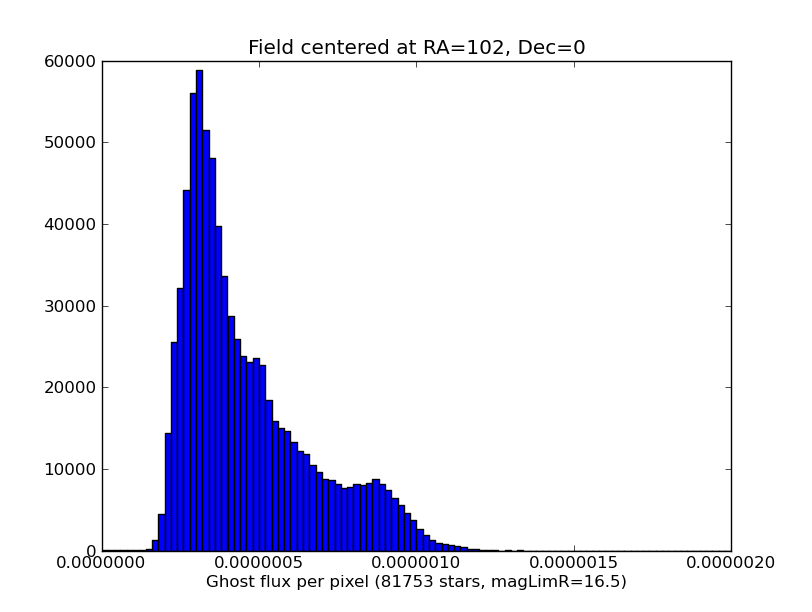 Field centered at RA=102, Dec=0
60000
50000
40000
30000
20000
10000
0
0.0000000 0.0000005 0.0000010 0.0000015 0.0000020
Ghost flux per pixel (81753 stars, magLimR=16.5)